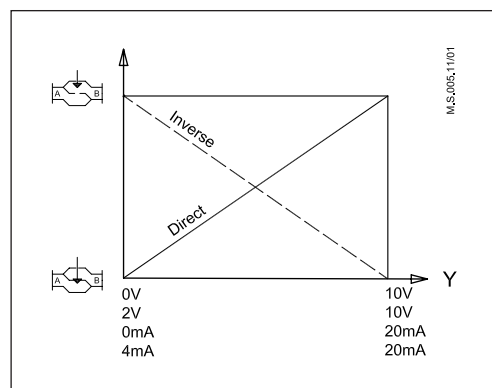 M.S.005.11/01
A B
Inverse
Direct
A B
Y
0V 10V
2V 10V
0mA 20mA
4mA 20mA